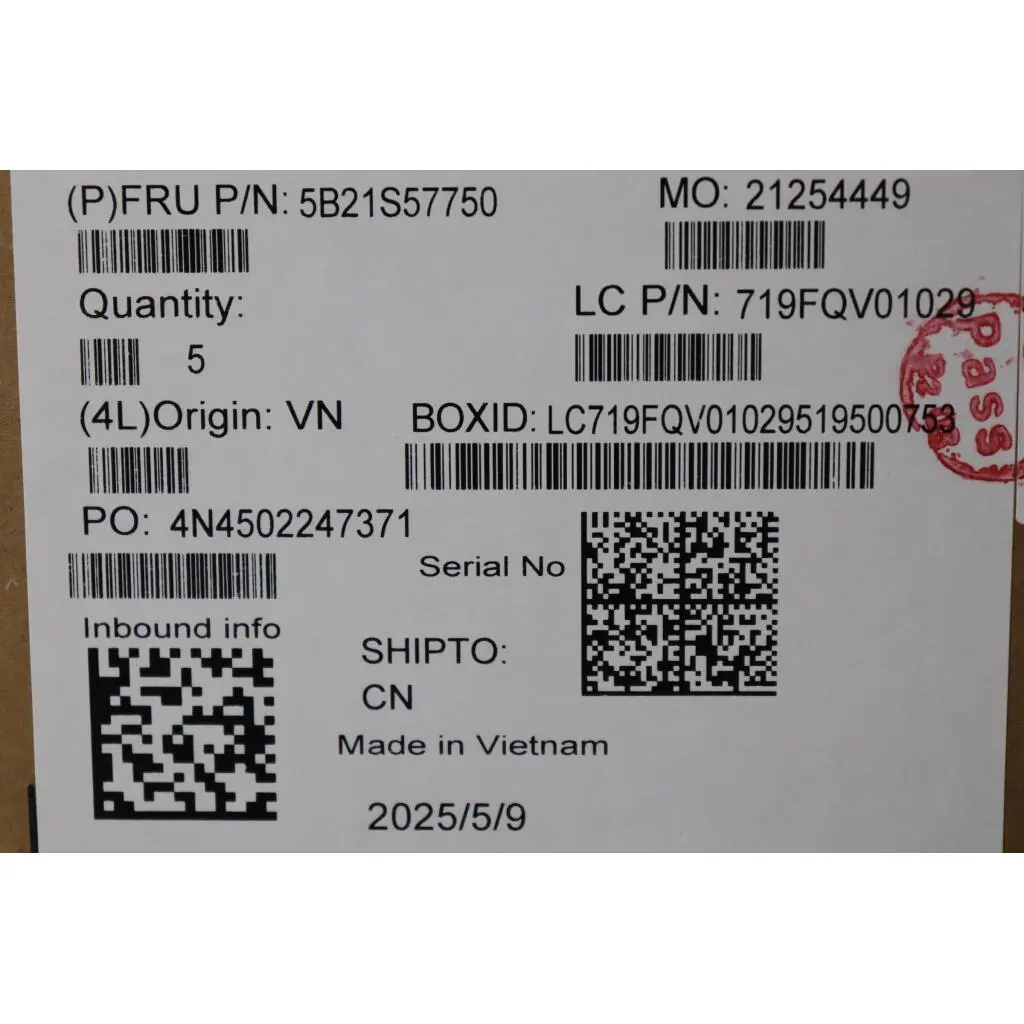 (P)FRU P/N: 5B21S57750
MO: 21254449
Quantity:
5
LC P/N: 719FQV01029
(4L)Origin: VN
BOXID: LC719FQV01029519500753
PO: 4N4502247371
Serial No
Inbound info
SHIPTO:
CN
Made in Vietnam
2025/5/9
Pass